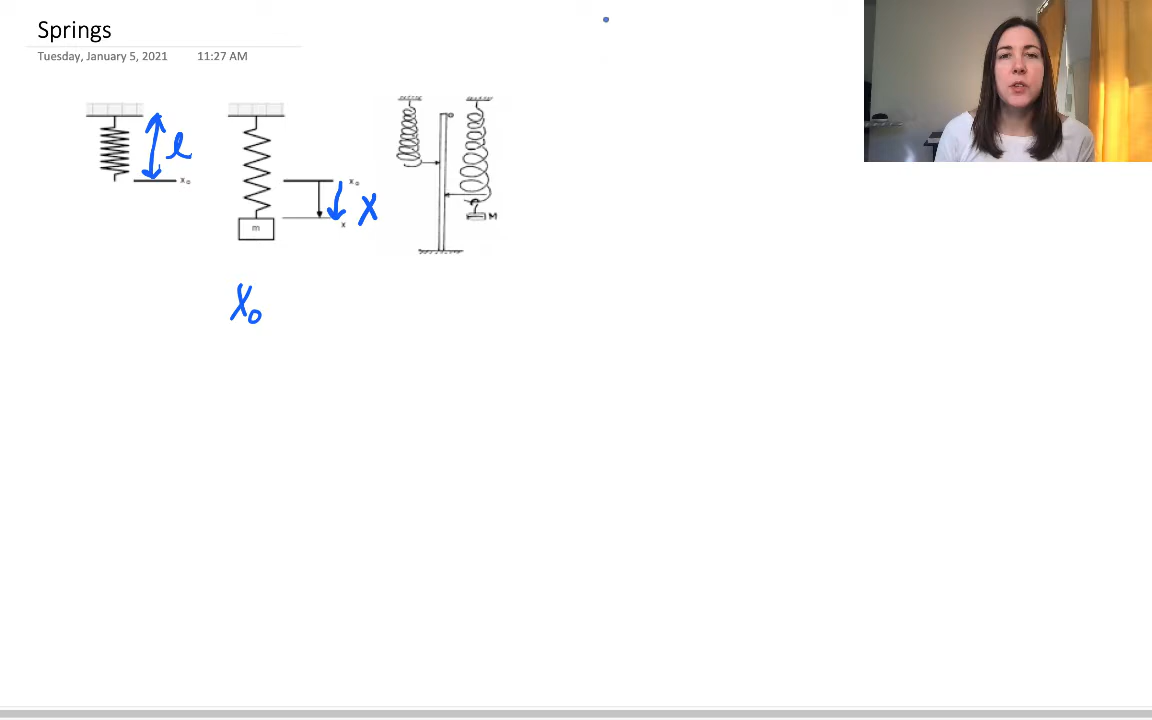 Springs
Tuesday, January 5, 2021 11:27 AM
l
x₀
m
x₀
x
X
M
X₀